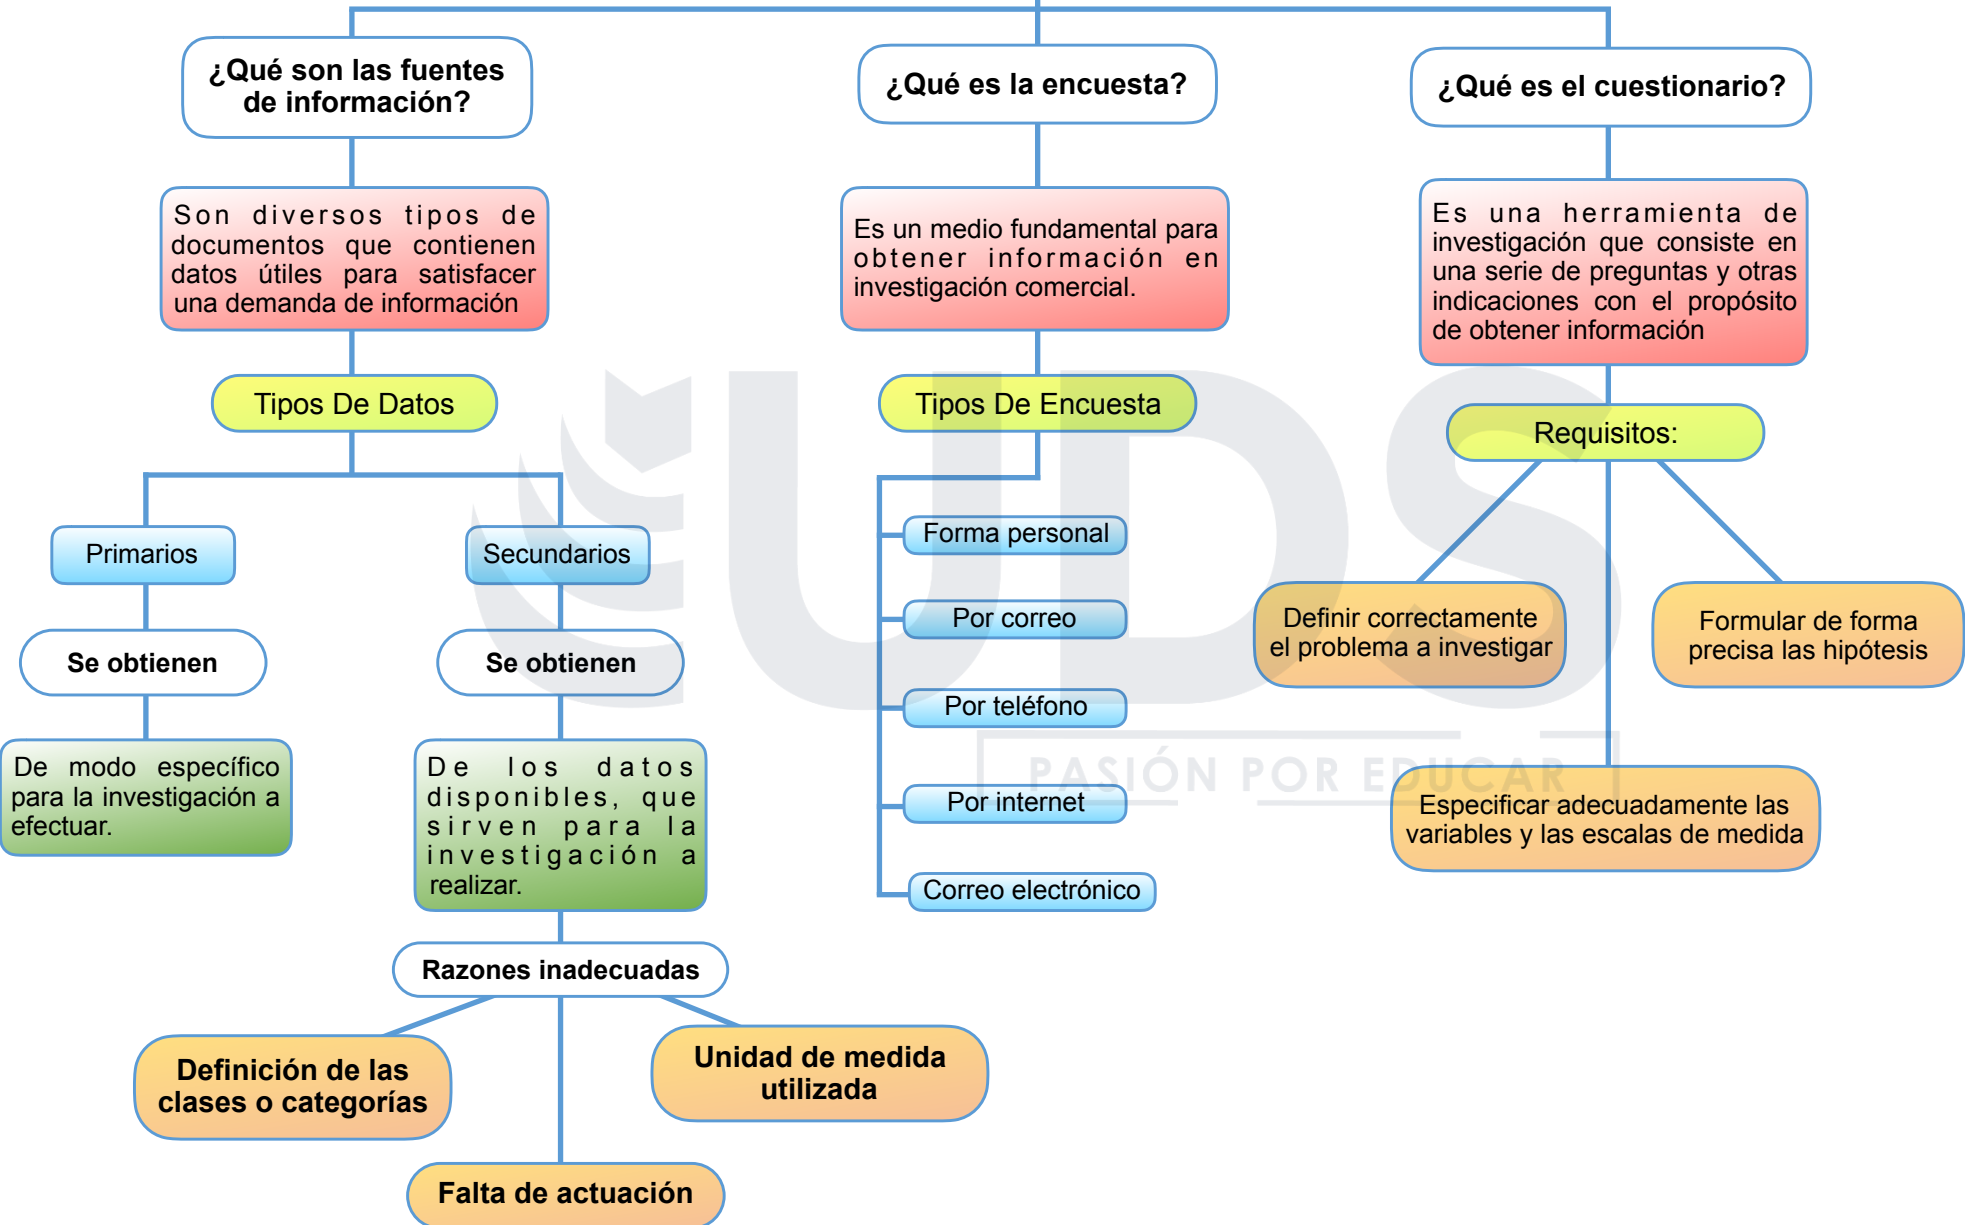 ¿Qué son las fuentes
de información?
Son diversos tipos de
documentos que contienen
datos útiles para satisfacer
una demanda de información
Tipos De Datos
Primarios
Se obtienen
De modo específico
para la investigación a
efectuar.
Secundarios
Se obtienen
De los datos
disponibles, que
sirven para la
investigación a
realizar.
Razones inadecuadas
Definición de las
clases o categorías
Unidad de medida
utilizada
Falta de actuación
¿Qué es la encuesta?
Es un medio fundamental para
obtener información en
investigación comercial.
Tipos De Encuesta
Forma personal
Por correo
Por teléfono
Por internet
Correo electrónico
¿Qué es el cuestionario?
Es una herramienta de
investigación que consiste en
una serie de preguntas y otras
indicaciones con el propósito
de obtener información
Requisitos:
Definir correctamente
el problema a investigar
Formular de forma
precisa las hipótesis
Especificar adecuadamente las
variables y las escalas de medida
UDS
PASIÓN POR EDUCAR